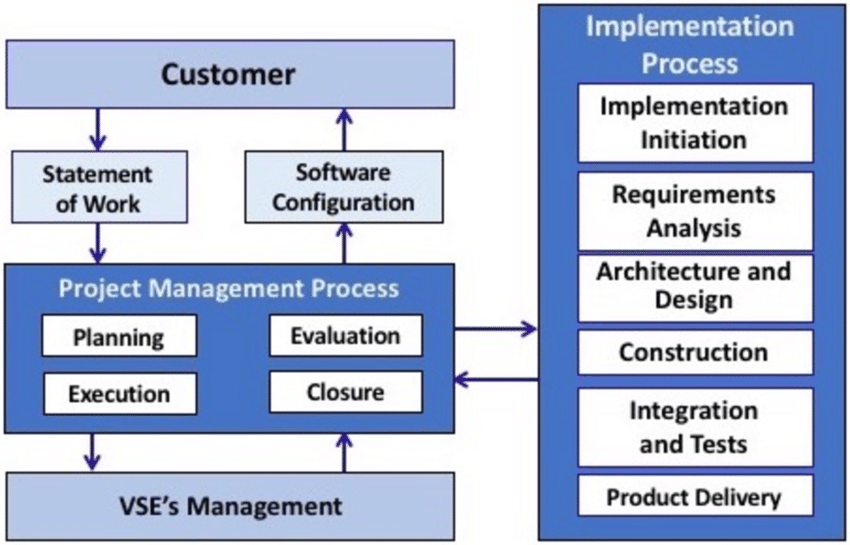 Customer
Statement
of Work
Software
Configuration
Project Management Process
Planning
Evaluation
Execution
Closure
VSE's Management
Implementation
Process
Implementation
Initiation
Requirements
Analysis
Architecture and
Design
Construction
Integration
and Tests
Product Delivery